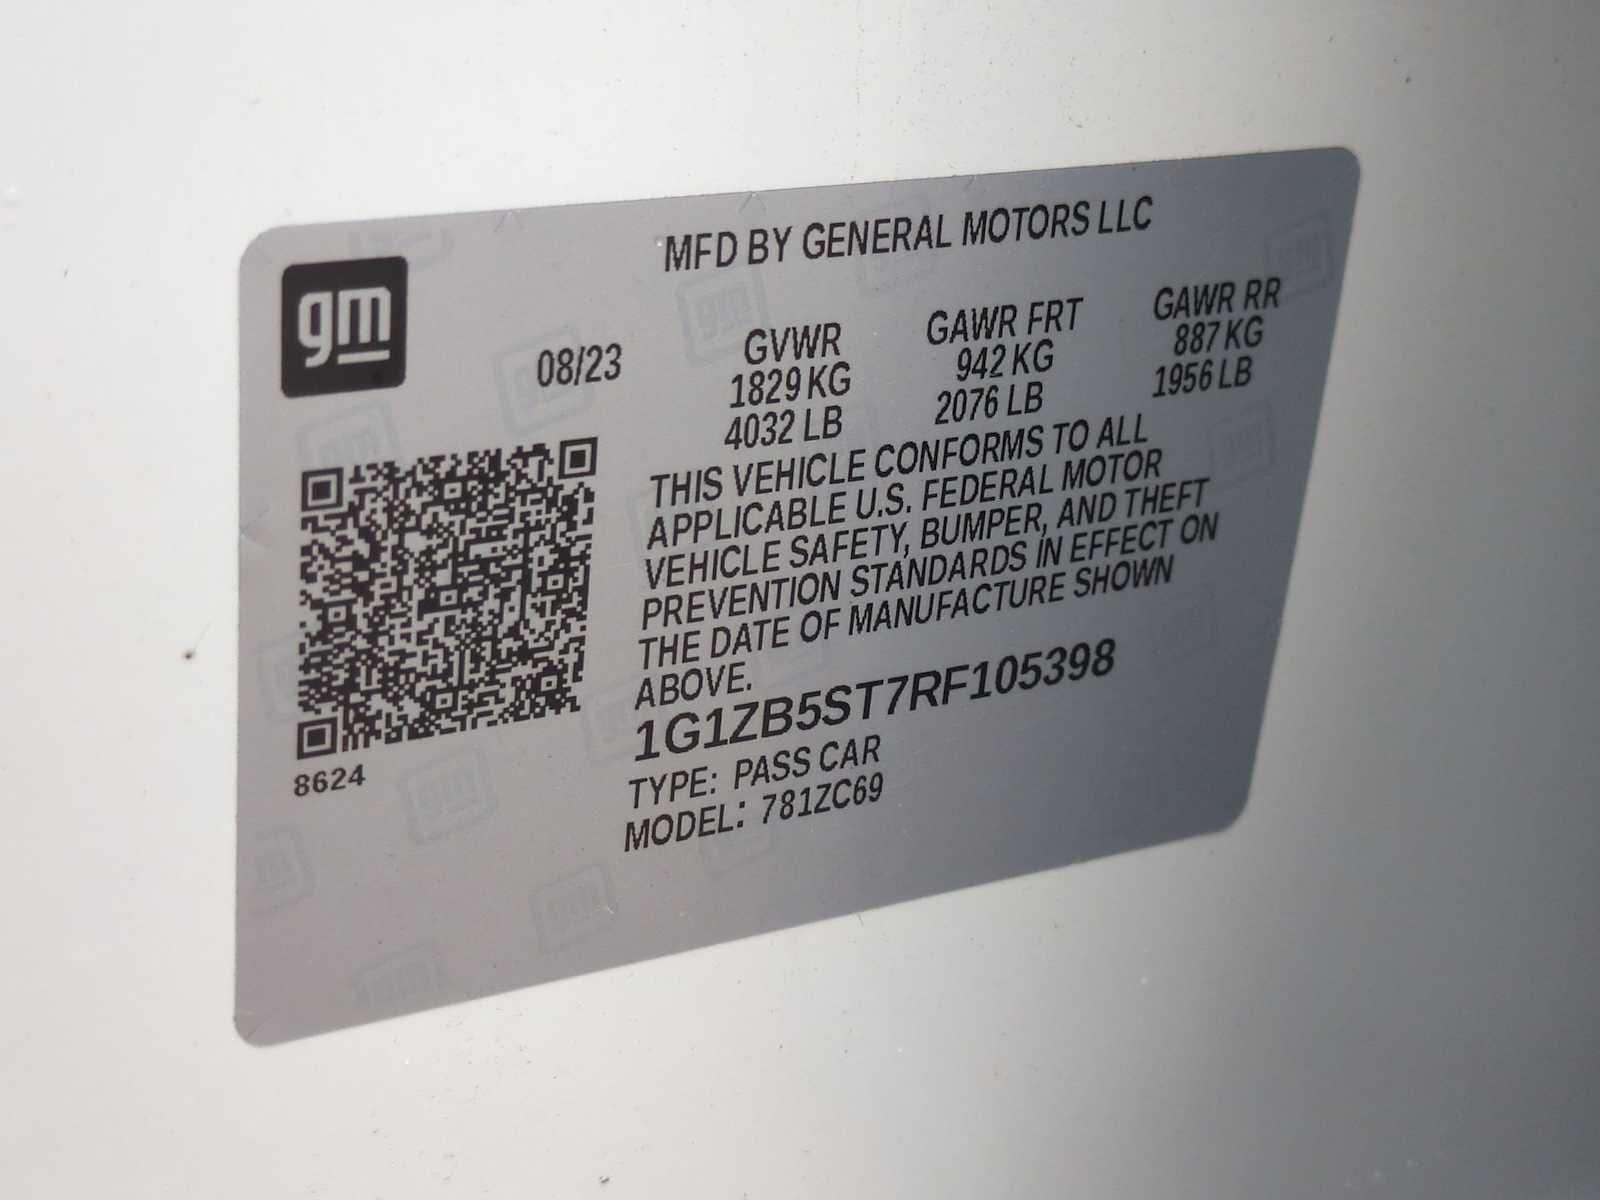 gm
MFD BY GENERAL MOTORS LLC
08/23
GVWR
1829 KG
4032 LB
GAWR FRT
942 KG
2076 LB
GAWR RR
887 KG
1956 LB
THIS VEHICLE CONFORMS TO ALL
APPLICABLE U.S. FEDERAL MOTOR
VEHICLE SAFETY, BUMPER, AND THEFT
PREVENTION STANDARDS IN EFFECT ON
THE DATE OF MANUFACTURE SHOWN
ABOVE.
1G1ZB5ST7RF105398
TYPE: PASS CAR
MODEL: 781ZC69
8624